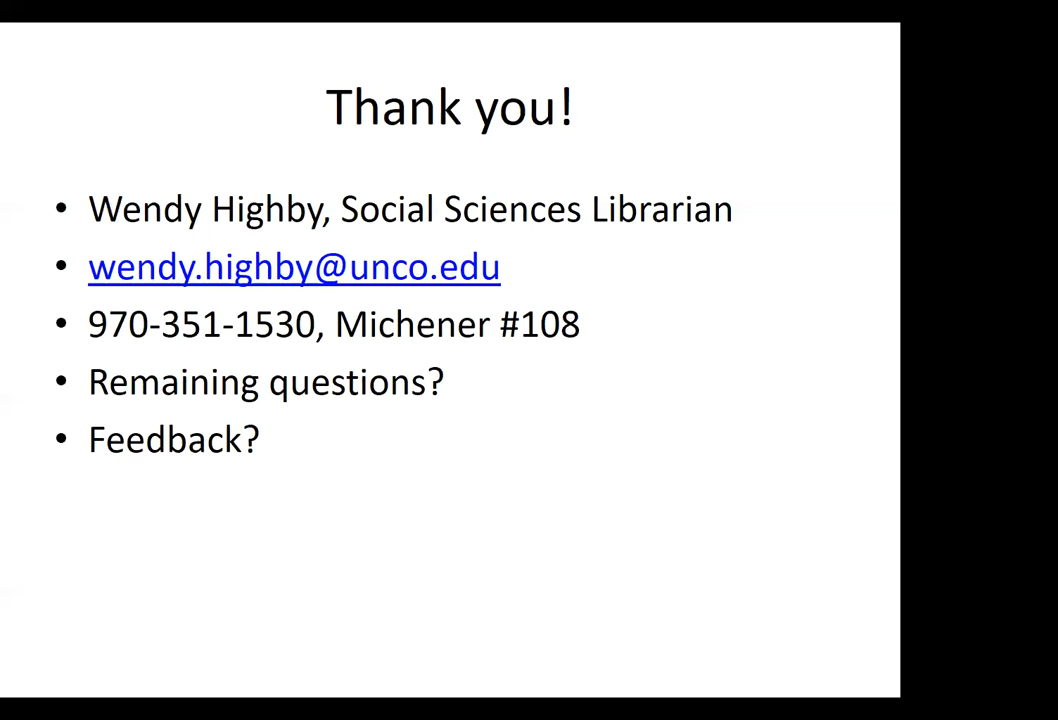 Thank you!
• Wendy Highby, Social Sciences Librarian
• wendy.highby@unco.edu
• 970-351-1530, Michener #108
• Remaining questions?
• Feedback?